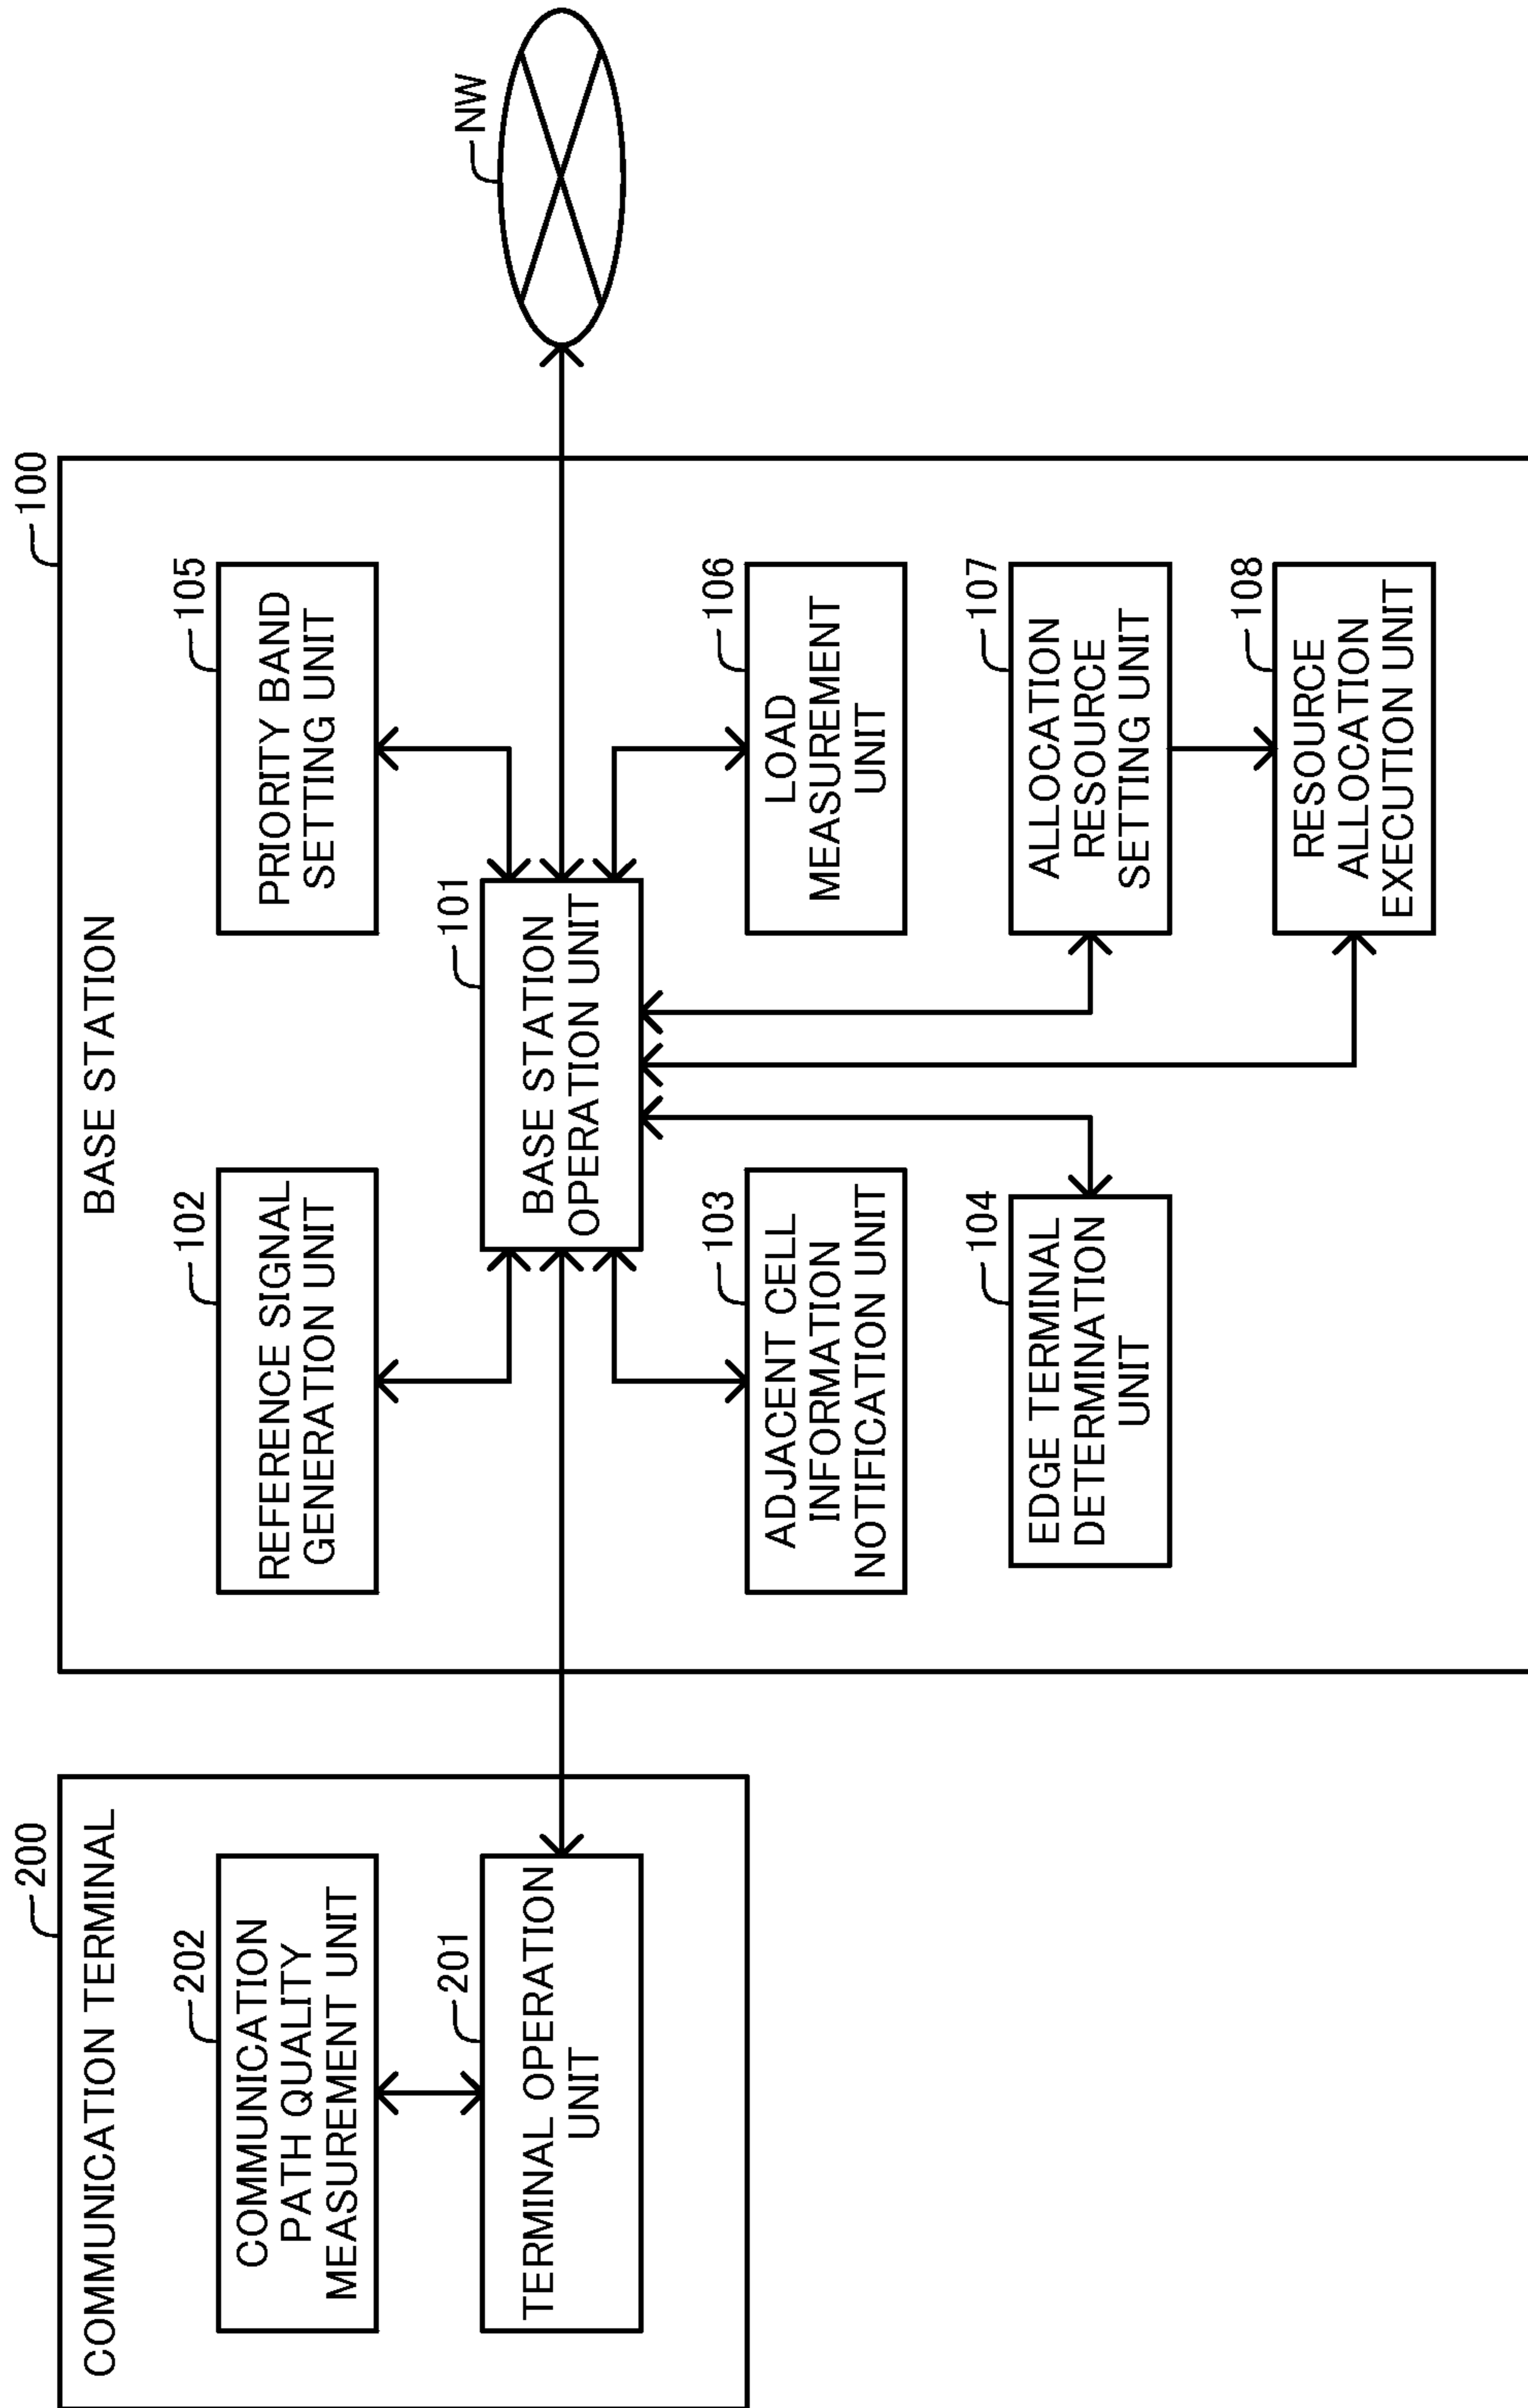 200
COMMUNICATION TERMINAL
202
COMMUNICATION
PATH QUALITY
MEASUREMENT UNIT
201
TERMINAL OPERATION
UNIT
100
BASE STATION
102
REFERENCE SIGNAL
GENERATION UNIT
105
PRIORITY BAND
SETTING UNIT
101
BASE STATION
OPERATION UNIT
103
ADJACENT CELL
INFORMATION
NOTIFICATION UNIT
106
LOAD
MEASUREMENT
UNIT
104
EDGE TERMINAL
DETERMINATION
UNIT
107
ALLOCATION
RESOURCE
SETTING UNIT
108
RESOURCE
ALLOCATION
EXECUTION UNIT
NW